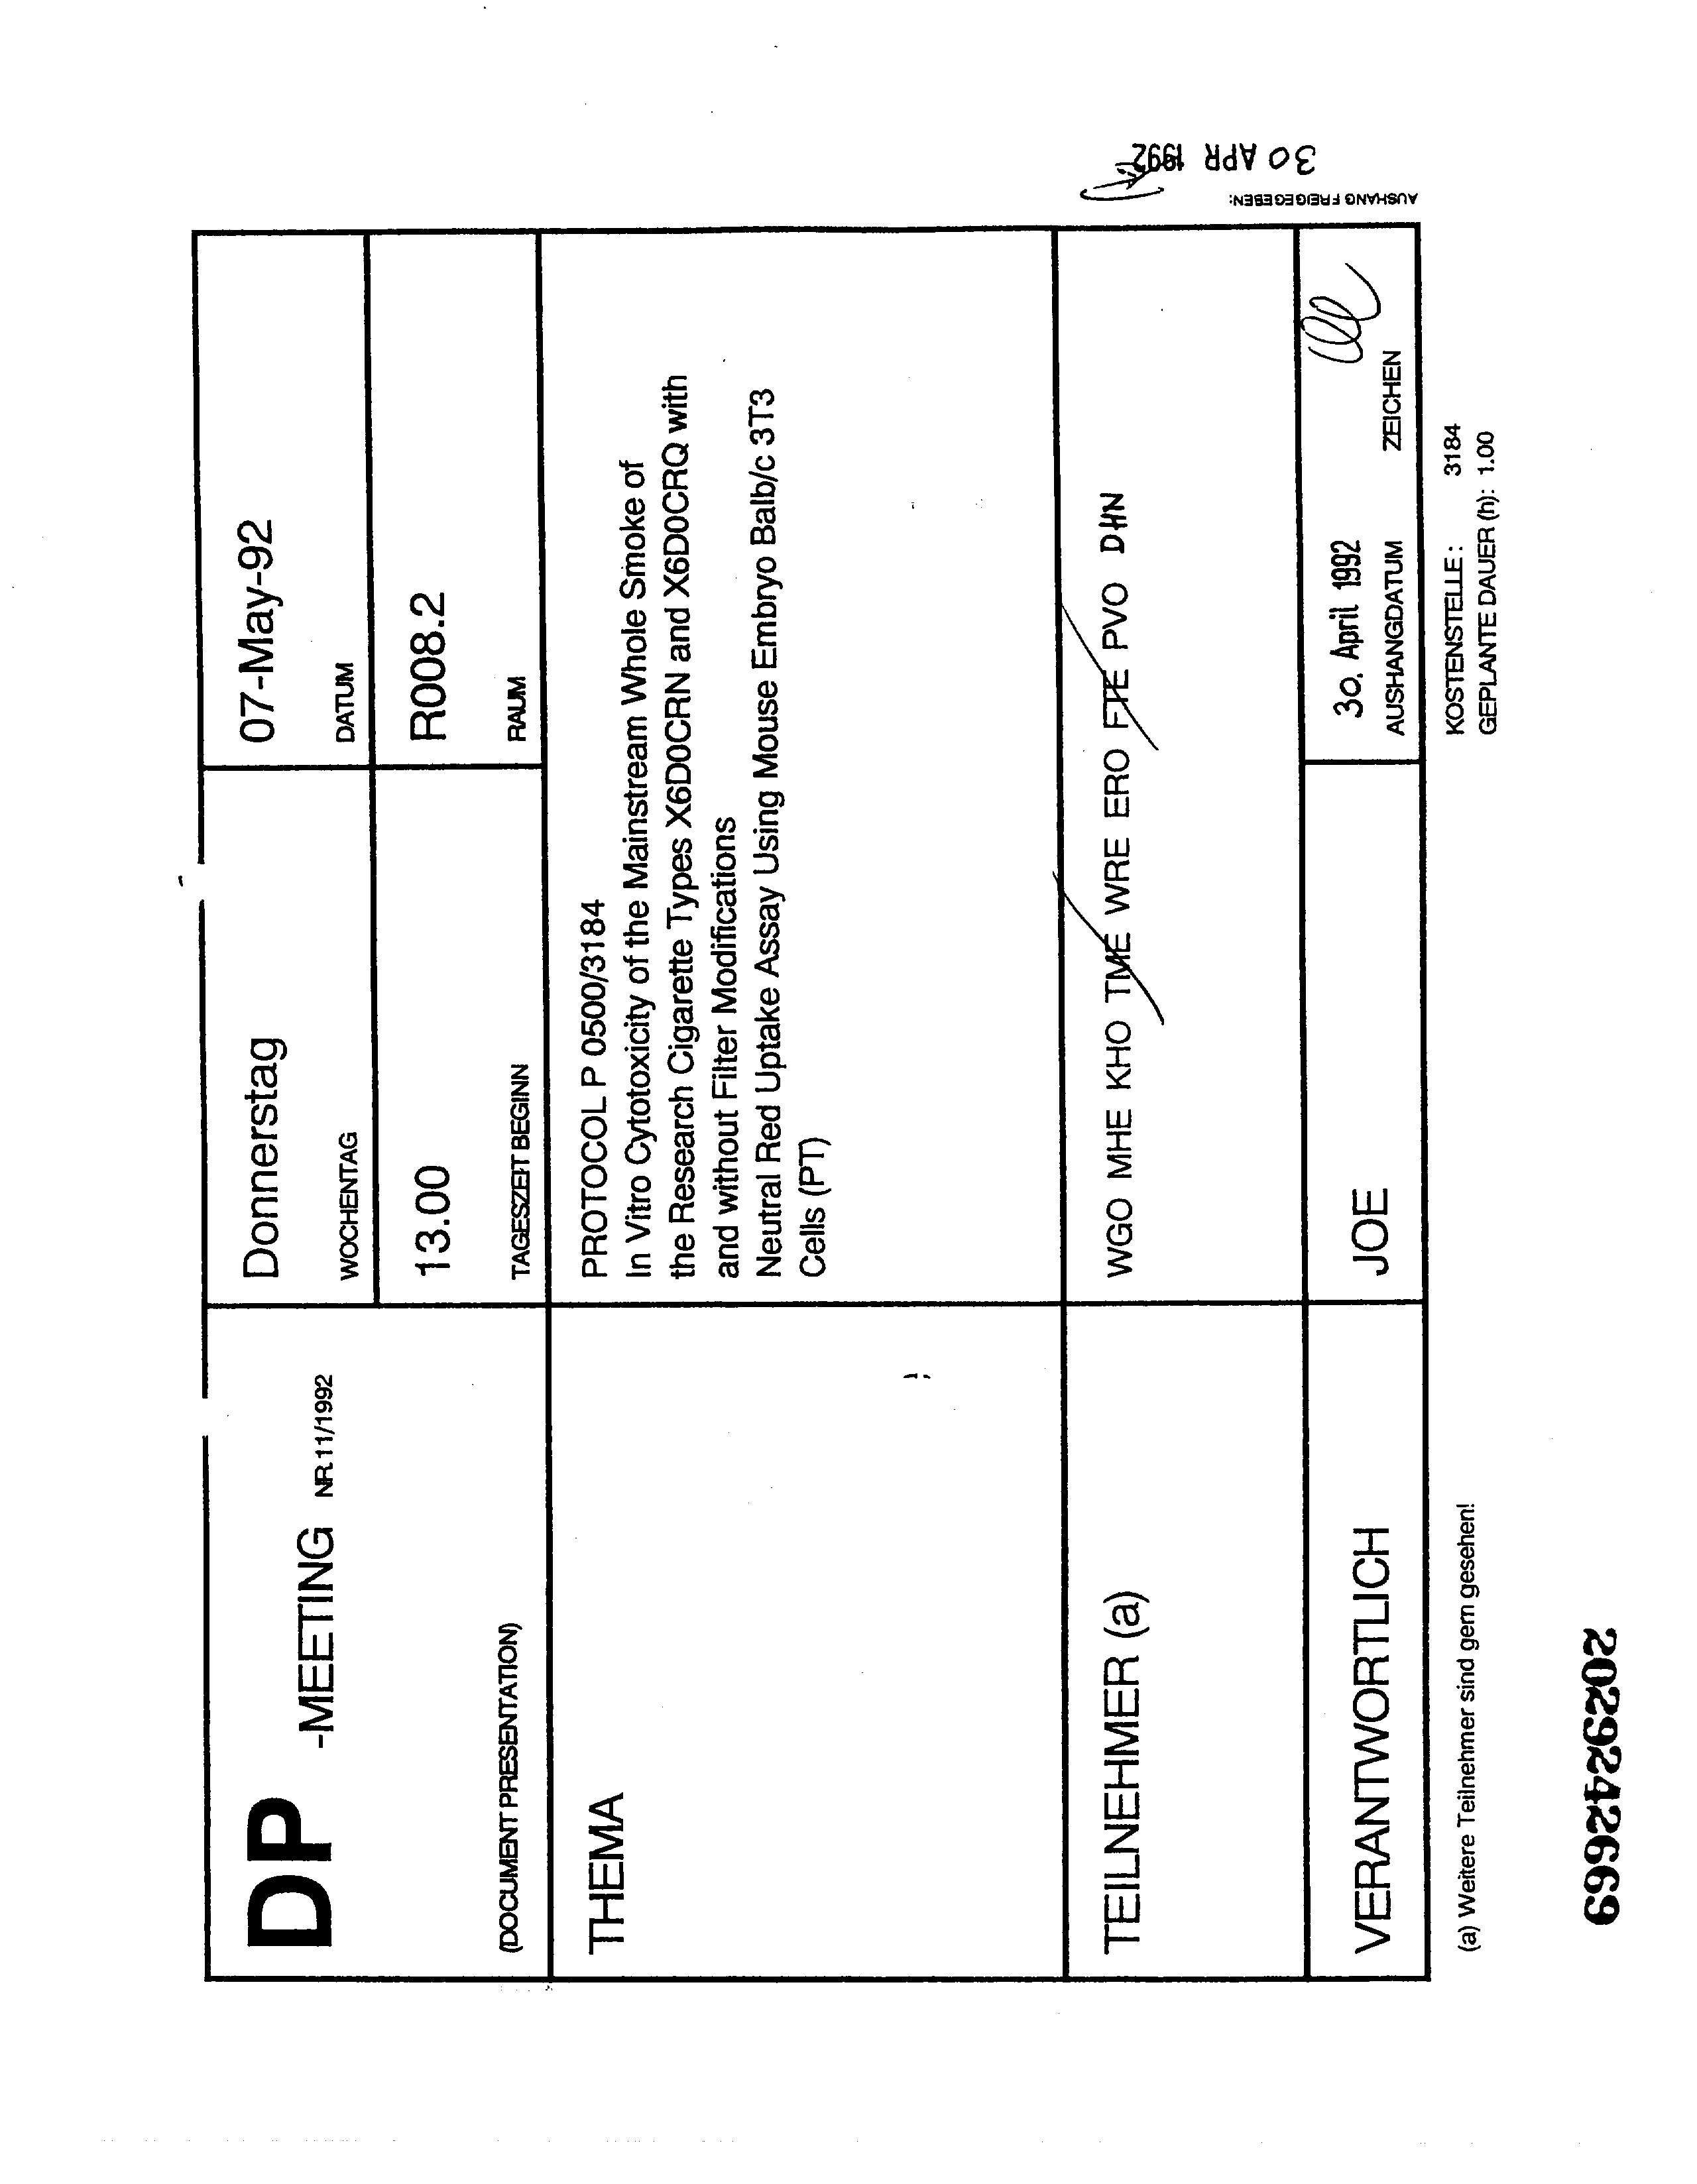 DP -MEETING NR.11/1992
(DOCUMENT PRESENTATION)
Donnerstag
WOCHENTAG
07-May-92
DATUM
13.00
TAGESZEIT BEGINN
R008.2
RAUM
THEMA
PROTOCOL P 0500/3184
In Vitro Cytotoxicity of the Mainstream Whole Smoke of
the Research Cigarette Types X6D0CRN and X6D0CRQ with
and without Filter Modifications
Neutral Red Uptake Assay Using Mouse Embryo Balb/c 3T3
Cells (PT)
TEILNEHMER (a)
WGO MHE KHO TME WRE ERO FTE PVO DHN
VERANTWORTLICH
JOE
30. April 1992
AUSHANGDATUM
ZEICHEN
(a) Weitere Teilnehmer sind gern gesehen!
KOSTENSTELLE: 3184
GEPLANTE DAUER (h): 1.00
AUSHANG FREIGEGEBEN:
30 APR 1992
2029242669